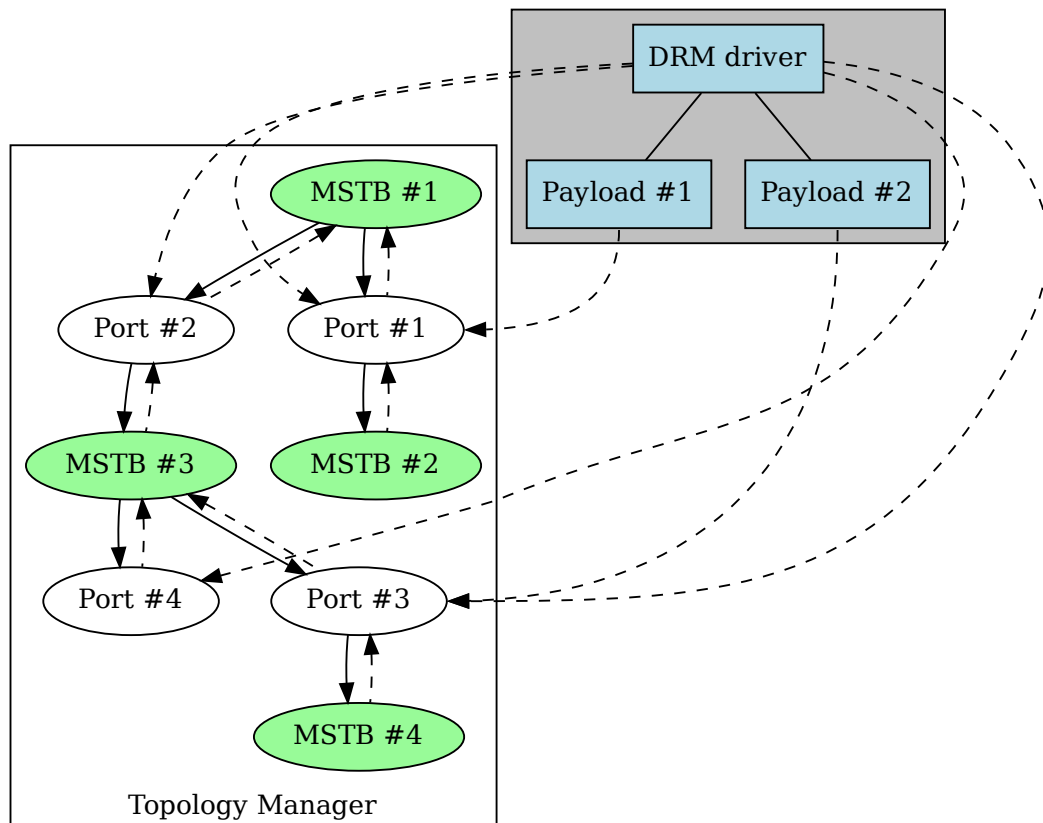 DRM driver
Payload #1
Payload #2
MSTB #1
Port #2
Port #1
MSTB #3
MSTB #2
Port #4
Port #3
MSTB #4
Topology Manager